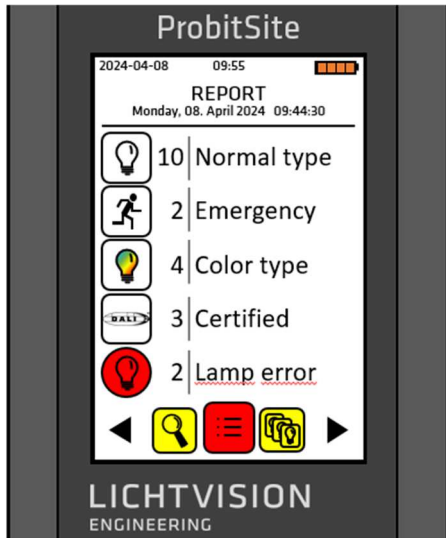 ProbitSite
2024-04-08 09:55
REPORT
Monday, 08. April 2024 09:44:30
10 Normal type
2 Emergency
4 Color type
DALI
3 Certified
2 Lamp error
LICHTVISION
ENGINEERING